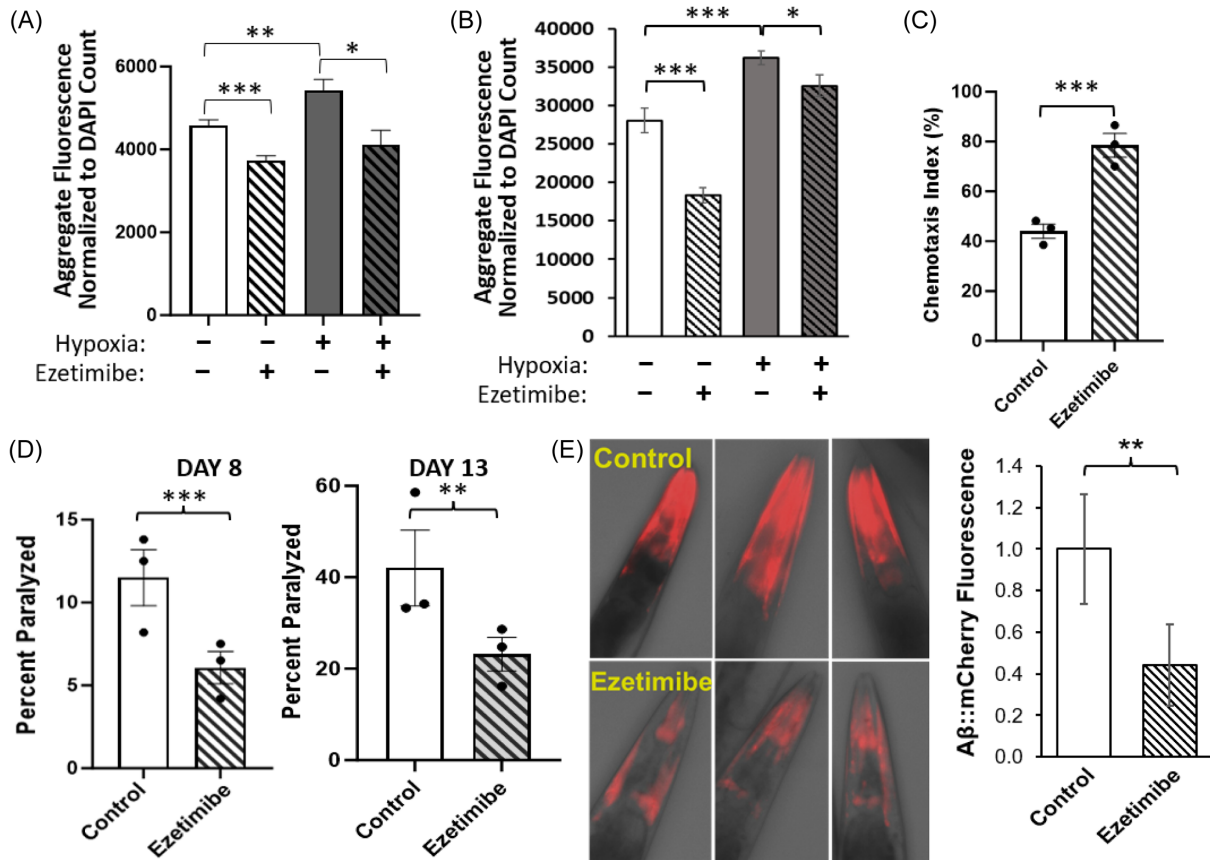 (A)
Aggregate Fluorescence
Normalized to DAPI Count
6000
4000
2000
0
**
***
*
Hypoxia: − − + +
Ezetimibe: − + − +
(B)
Aggregate Fluorescence
Normalized to DAPI Count
40000
35000
30000
25000
20000
15000
10000
5000
0
***
***
*
Hypoxia: − − + +
Ezetimibe: − + − +
(C)
Chemotaxis Index (%)
100
80
60
40
20
0
***
Control
Ezetimibe
(D)
DAY 8
Percent Paralyzed
15
10
5
0
***
Control
Ezetimibe
DAY 13
Percent Paralyzed
60
40
20
0
**
Control
Ezetimibe
(E)
Control
Ezetimibe
Aβ::mCherry Fluorescence
1.4
1.2
1.0
0.8
0.6
0.4
0.2
0.0
**
Control
Ezetimibe